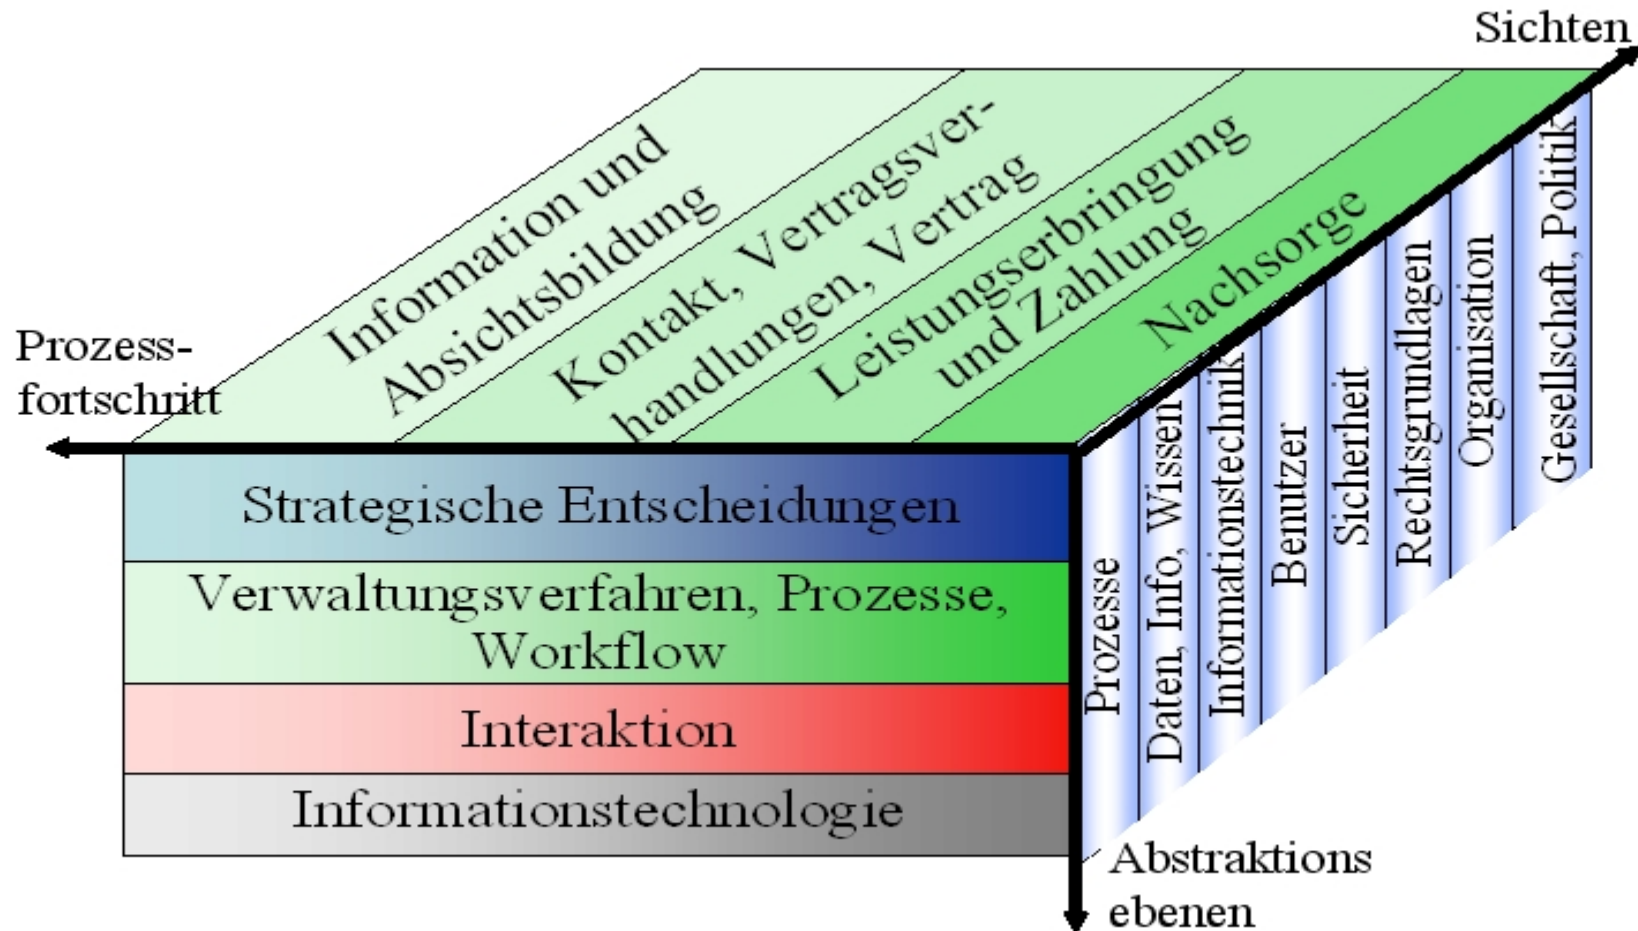 Sichten
Information und
Absichtsbildung
Kontakt, Vertragsver-
handlungen, Vertrag
Leistungserbringung
und Zahlung
Nachsorge
Prozess-
fortschritt
Strategische Entscheidungen
Verwaltungsverfahren, Prozesse,
Workflow
Interaktion
Informationstechnologie
Prozesse
Daten, Info, Wissen
Informationstechnik
Benutzer
Sicherheit
Rechtsgrundlagen
Organisation
Gesellschaft, Politik
Abstraktions
ebenen